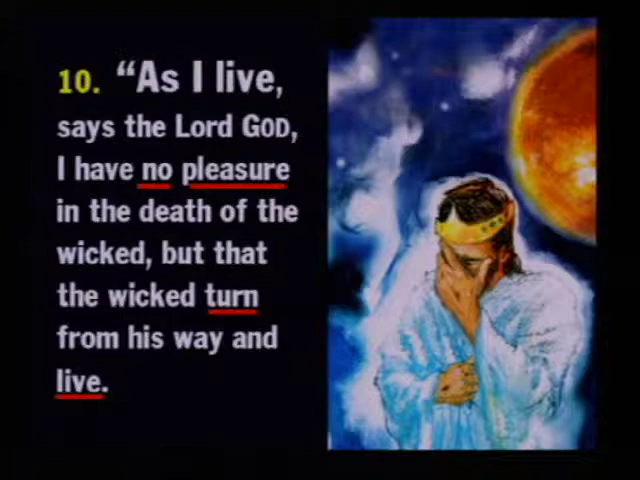 10. “As I live,
says the Lord GOD,
I have no pleasure
in the death of the
wicked, but that
the wicked turn
from his way and
live.